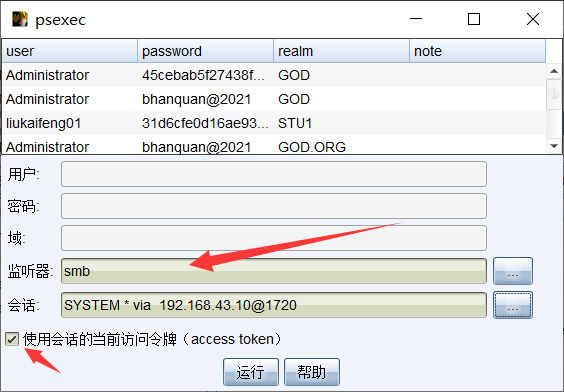 psexec
user password realm note
Administrator 45cebab5f27438f... GOD
Administrator bhanquan@2021 GOD
liukaifeng01 31d6cfe0d16ae93... STU1
Administrator bhanquan@2021 GOD.ORG
用户:
密码:
域:
监听器: smb ...
会话: SYSTEM * via 192.168.43.10@1720 ...
使用会话的当前访问令牌（access token）
运行 帮助